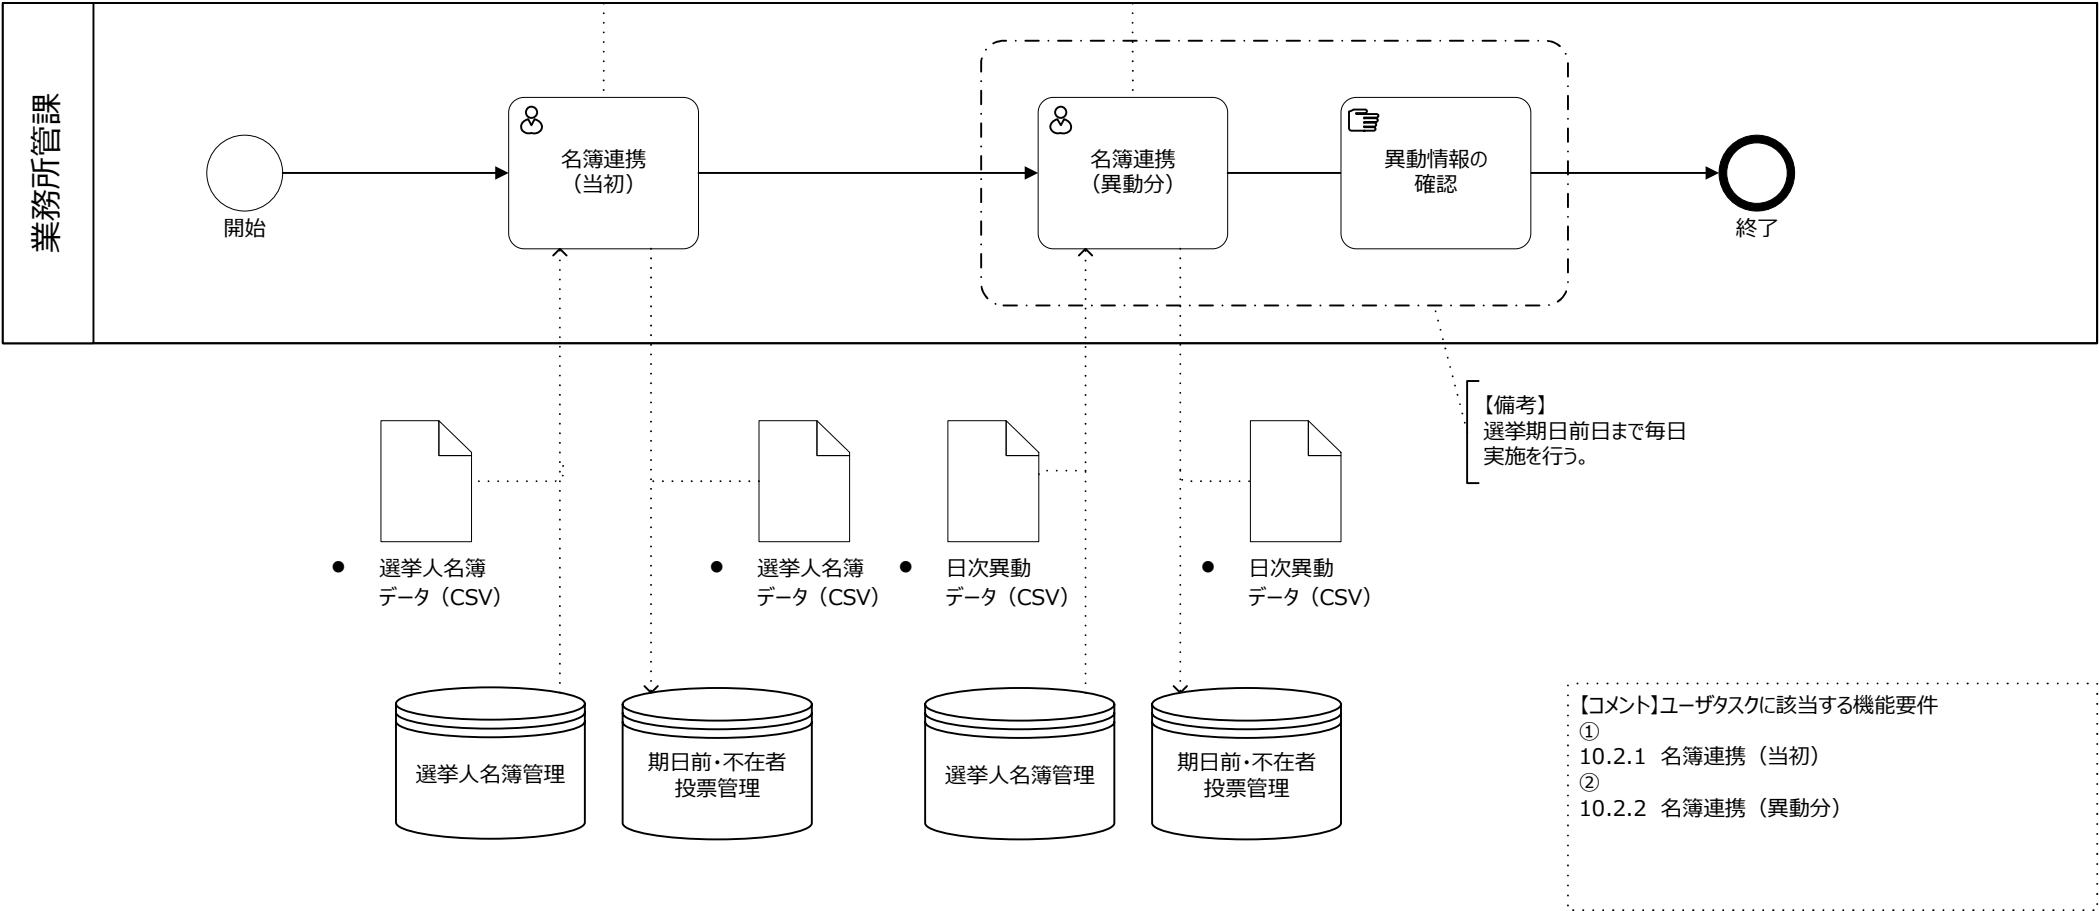 業務所管課
開始
名簿連携
（当初）
名簿連携
（異動分）
異動情報の
確認
終了
【備考】
選挙期日前日まで毎日
実施を行う。
● 選挙人名簿
データ（CSV）
● 選挙人名簿
データ（CSV）
● 日次異動
データ（CSV）
● 日次異動
データ（CSV）
選挙人名簿管理
期日前・不在者
投票管理
選挙人名簿管理
期日前・不在者
投票管理
【コメント】ユーザタスクに該当する機能要件
①
10.2.1 名簿連携（当初）
②
10.2.2 名簿連携（異動分）